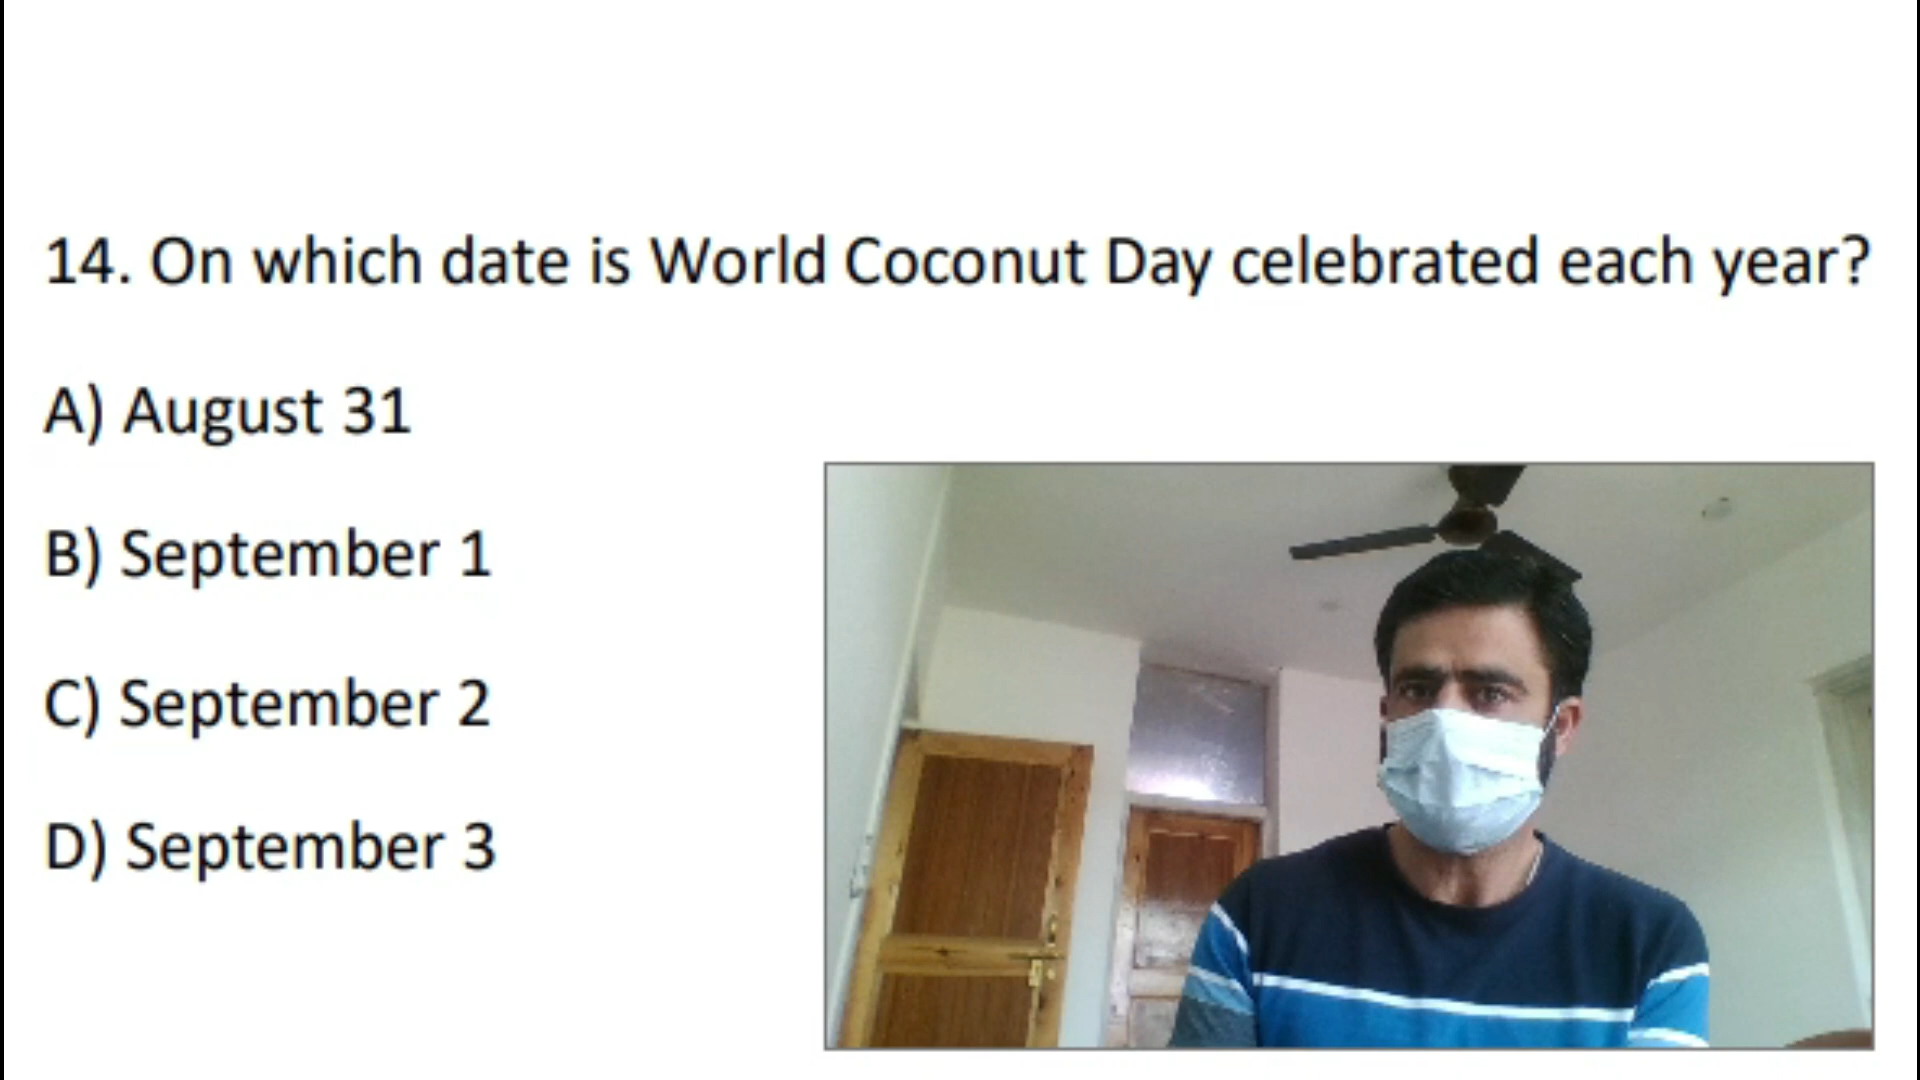 14. On which date is World Coconut Day celebrated each year?
A) August 31
B) September 1
C) September 2
D) September 3